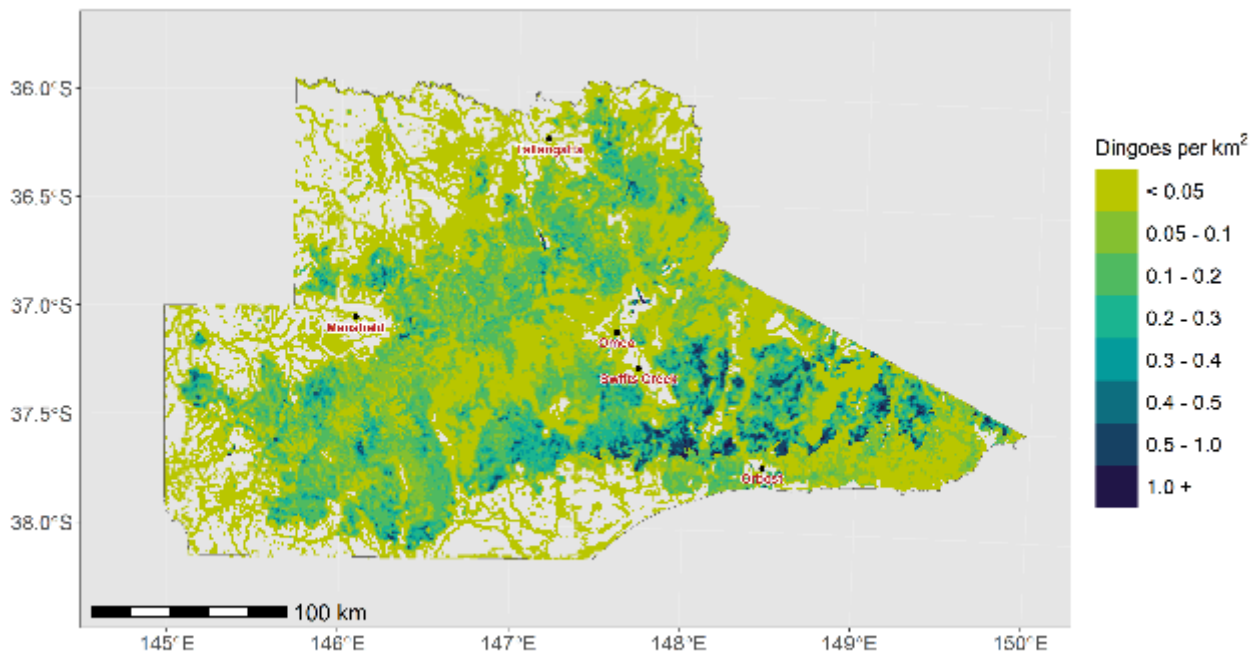 36.0°S
36.5°S
37.0°S
37.5°S
38.0°S
Tallangatta
Mansfield
Omeo
Swifts Creek
Orbost
100 km
145°E
146°E
147°E
148°E
149°E
150°E
Dingoes per km²
< 0.05
0.05 - 0.1
0.1 - 0.2
0.2 - 0.3
0.3 - 0.4
0.4 - 0.5
0.5 - 1.0
1.0 +